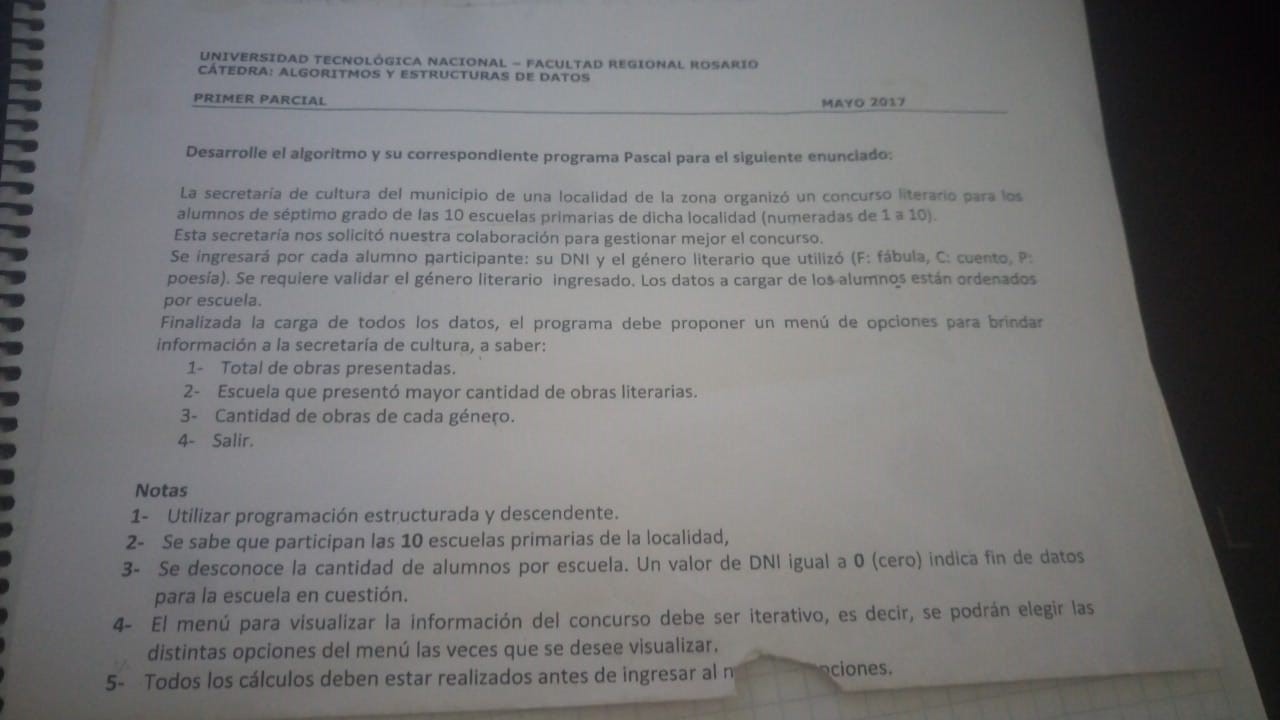 UNIVERSIDAD TECNOLÓGICA NACIONAL – FACULTAD REGIONAL ROSARIO
CÁTEDRA: ALGORITMOS Y ESTRUCTURAS DE DATOS
PRIMER PARCIAL MAYO 2017
Desarrolle el algoritmo y su correspondiente programa Pascal para el siguiente enunciado:
La secretaría de cultura del municipio de una localidad de la zona organizó un concurso literario para los
alumnos de séptimo grado de las 10 escuelas primarias de dicha localidad (numeradas de 1 a 10).
Esta secretaría nos solicitó nuestra colaboración para gestionar mejor el concurso.
Se ingresará por cada alumno participante: su DNI y el género literario que utilizó (F: fábula, C: cuento, P:
poesía). Se requiere validar el género literario ingresado. Los datos a cargar de los alumnos están ordenados
por escuela.
Finalizada la carga de todos los datos, el programa debe proponer un menú de opciones para brindar
información a la secretaría de cultura, a saber:
1- Total de obras presentadas.
2- Escuela que presentó mayor cantidad de obras literarias.
3- Cantidad de obras de cada género.
4- Salir.
Notas
1- Utilizar programación estructurada y descendente.
2- Se sabe que participan las 10 escuelas primarias de la localidad,
3- Se desconoce la cantidad de alumnos por escuela. Un valor de DNI igual a 0 (cero) indica fin de datos
para la escuela en cuestión.
4- El menú para visualizar la información del concurso debe ser iterativo, es decir, se podrán elegir las
distintas opciones del menú las veces que se desee visualizar.
5- Todos los cálculos deben estar realizados antes de ingresar al